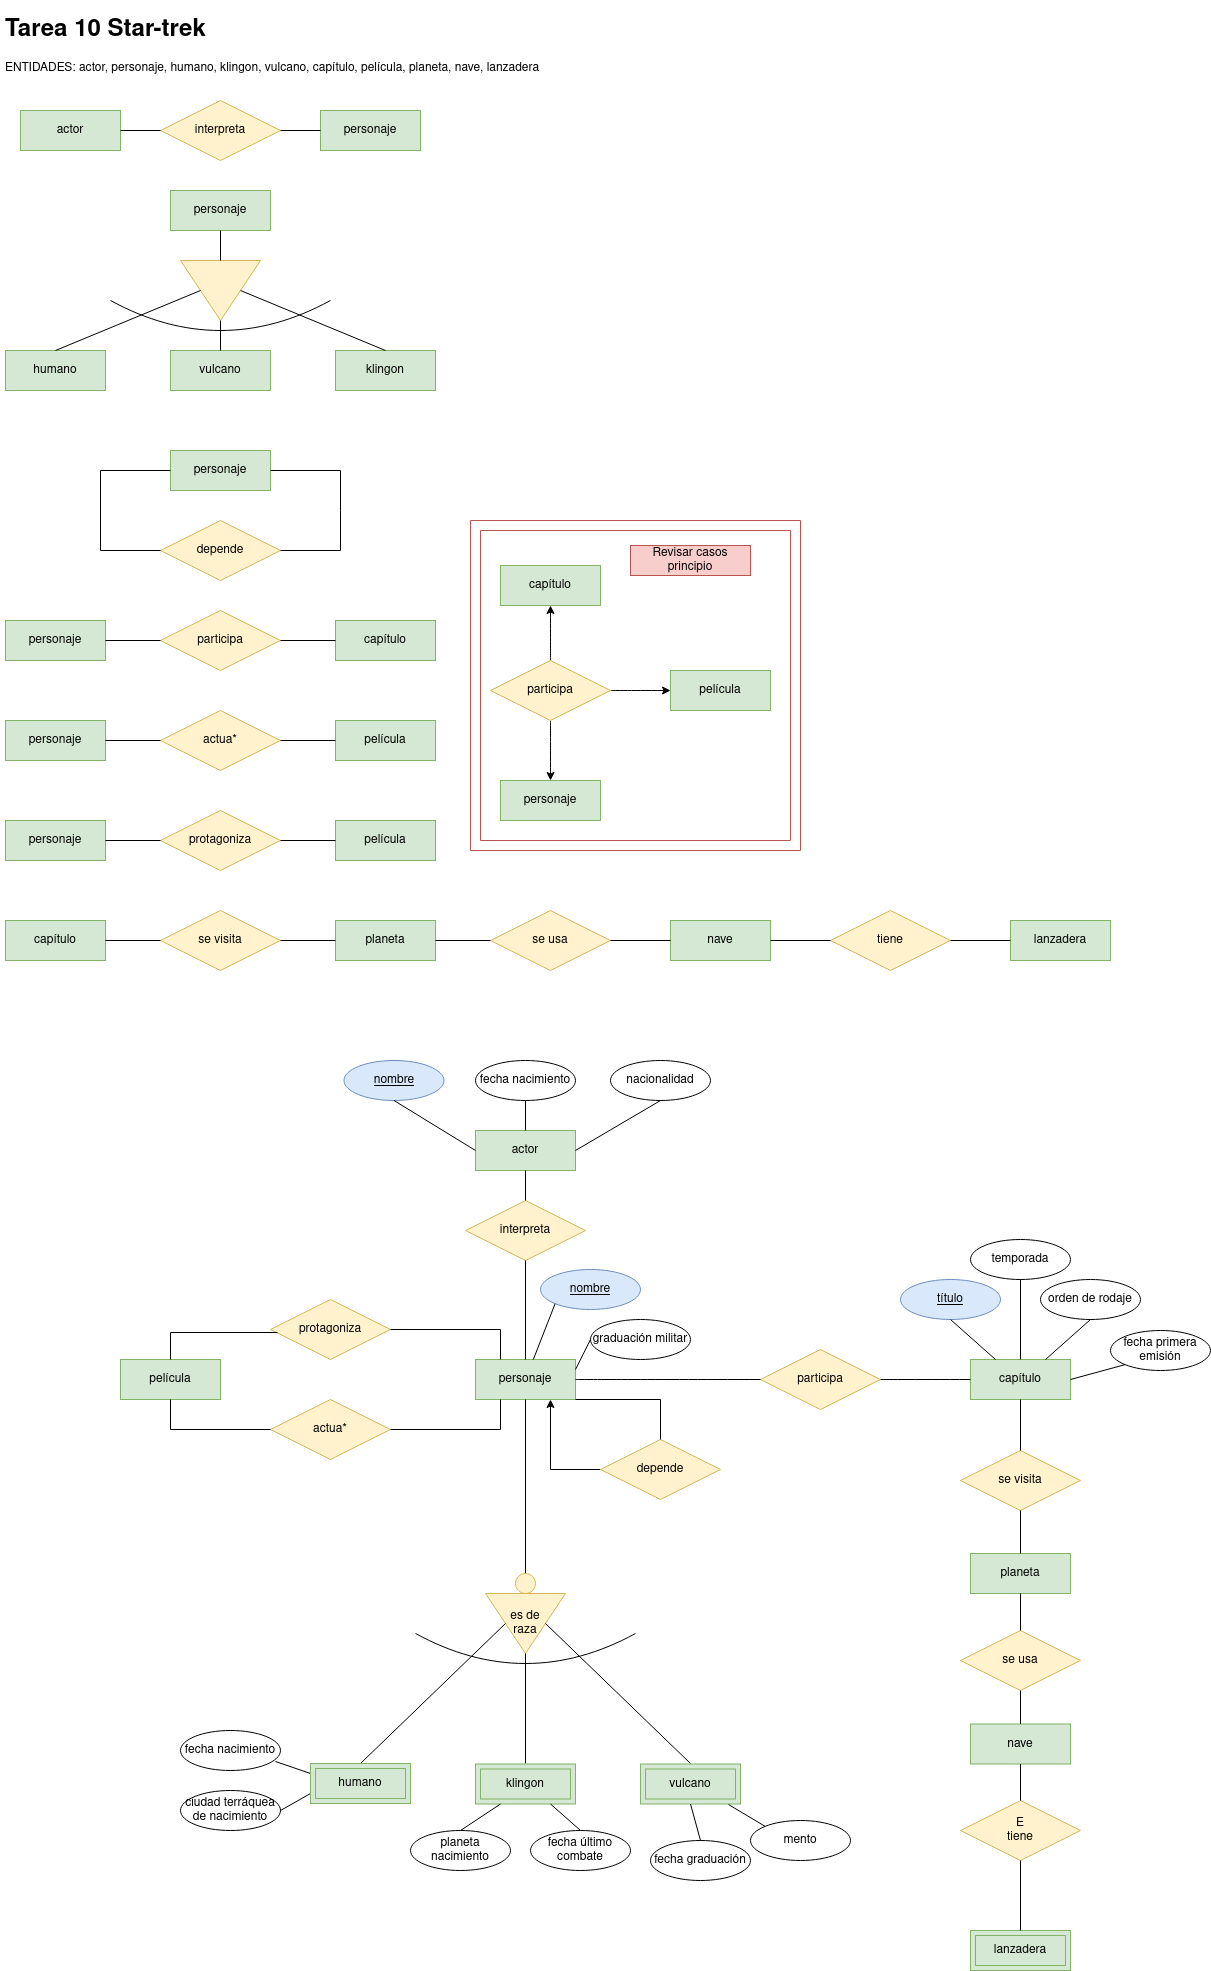 Tarea 10 Star-trek
ENTIDADES: actor, personaje, humano, klingon, vulcano, capítulo, película, planeta, nave, lanzadera
actor
interpreta
personaje
personaje
humano
vulcano
klingon
personaje
depende
personaje
participa
capítulo
personaje
actua*
película
personaje
protagoniza
película
Revisar casos
principio
capítulo
participa
película
personaje
capítulo
se visita
planeta
se usa
nave
tiene
lanzadera
nombre
fecha nacimiento
nacionalidad
actor
interpreta
nombre
graduación militar
protagoniza
película
actua*
personaje
depende
participa
temporada
título
orden de rodaje
fecha primera
emisión
capítulo
se visita
planeta
se usa
nave
E
tiene
lanzadera
es de
raza
fecha nacimiento
ciudad terráquea
de nacimiento
humano
klingon
vulcano
planeta
nacimiento
fecha último
combate
fecha graduación
mento